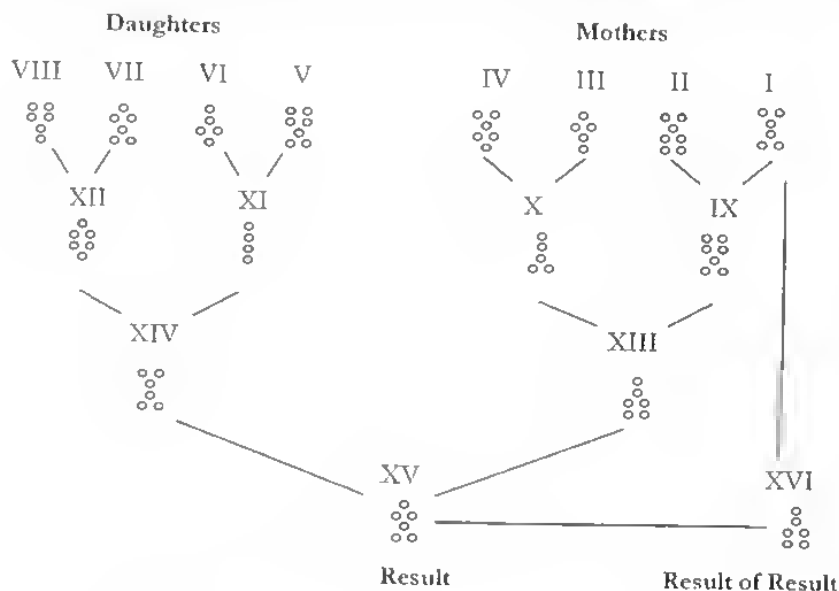 Daughters
Mothers
VIII VII VI V IV III II I
XII XI X IX
XIV XIII
XV XVI
Result Result of Result